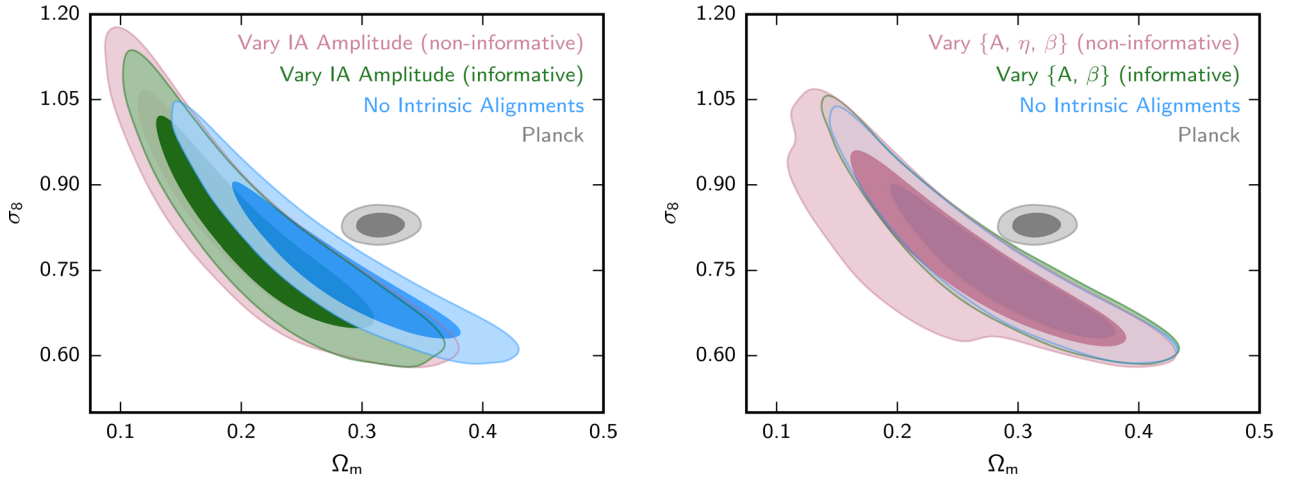 1.20
1.05
0.90
0.75
0.60
σ₈
0.1
0.2
0.3
0.4
0.5
Ωₘ
Vary IA Amplitude (non-informative)
Vary IA Amplitude (informative)
No Intrinsic Alignments
Planck
1.20
1.05
0.90
0.75
0.60
σ₈
0.1
0.2
0.3
0.4
0.5
Ωₘ
Vary {A, η, β} (non-informative)
Vary {A, β} (informative)
No Intrinsic Alignments
Planck